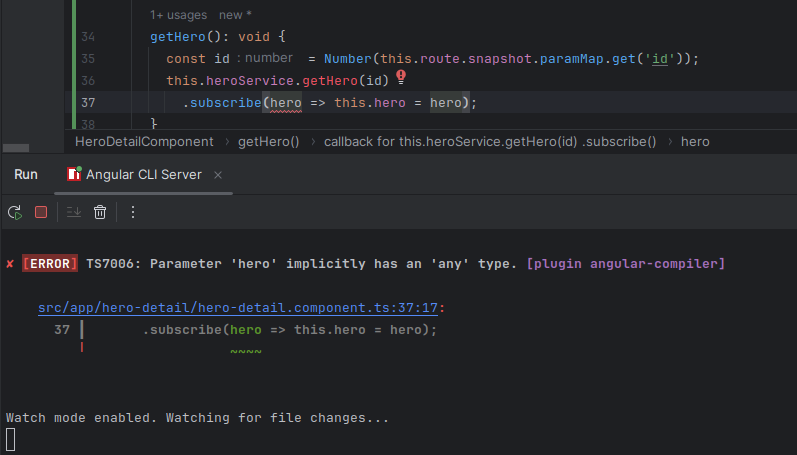 1+ usages   new *
34   getHero(): void {
35     const id : number  = Number(this.route.snapshot.paramMap.get('id'));
36     this.heroService.getHero(id)
37       .subscribe(hero => this.hero = hero);
38   }
HeroDetailComponent › getHero() › callback for this.heroService.getHero(id) .subscribe() › hero
Run   Angular CLI Server ×
✘ [ERROR] TS7006: Parameter 'hero' implicitly has an 'any' type. [plugin angular-compiler]
src/app/hero-detail/hero-detail.component.ts:37:17:
37 │       .subscribe(hero => this.hero = hero);
~~~~
Watch mode enabled. Watching for file changes...